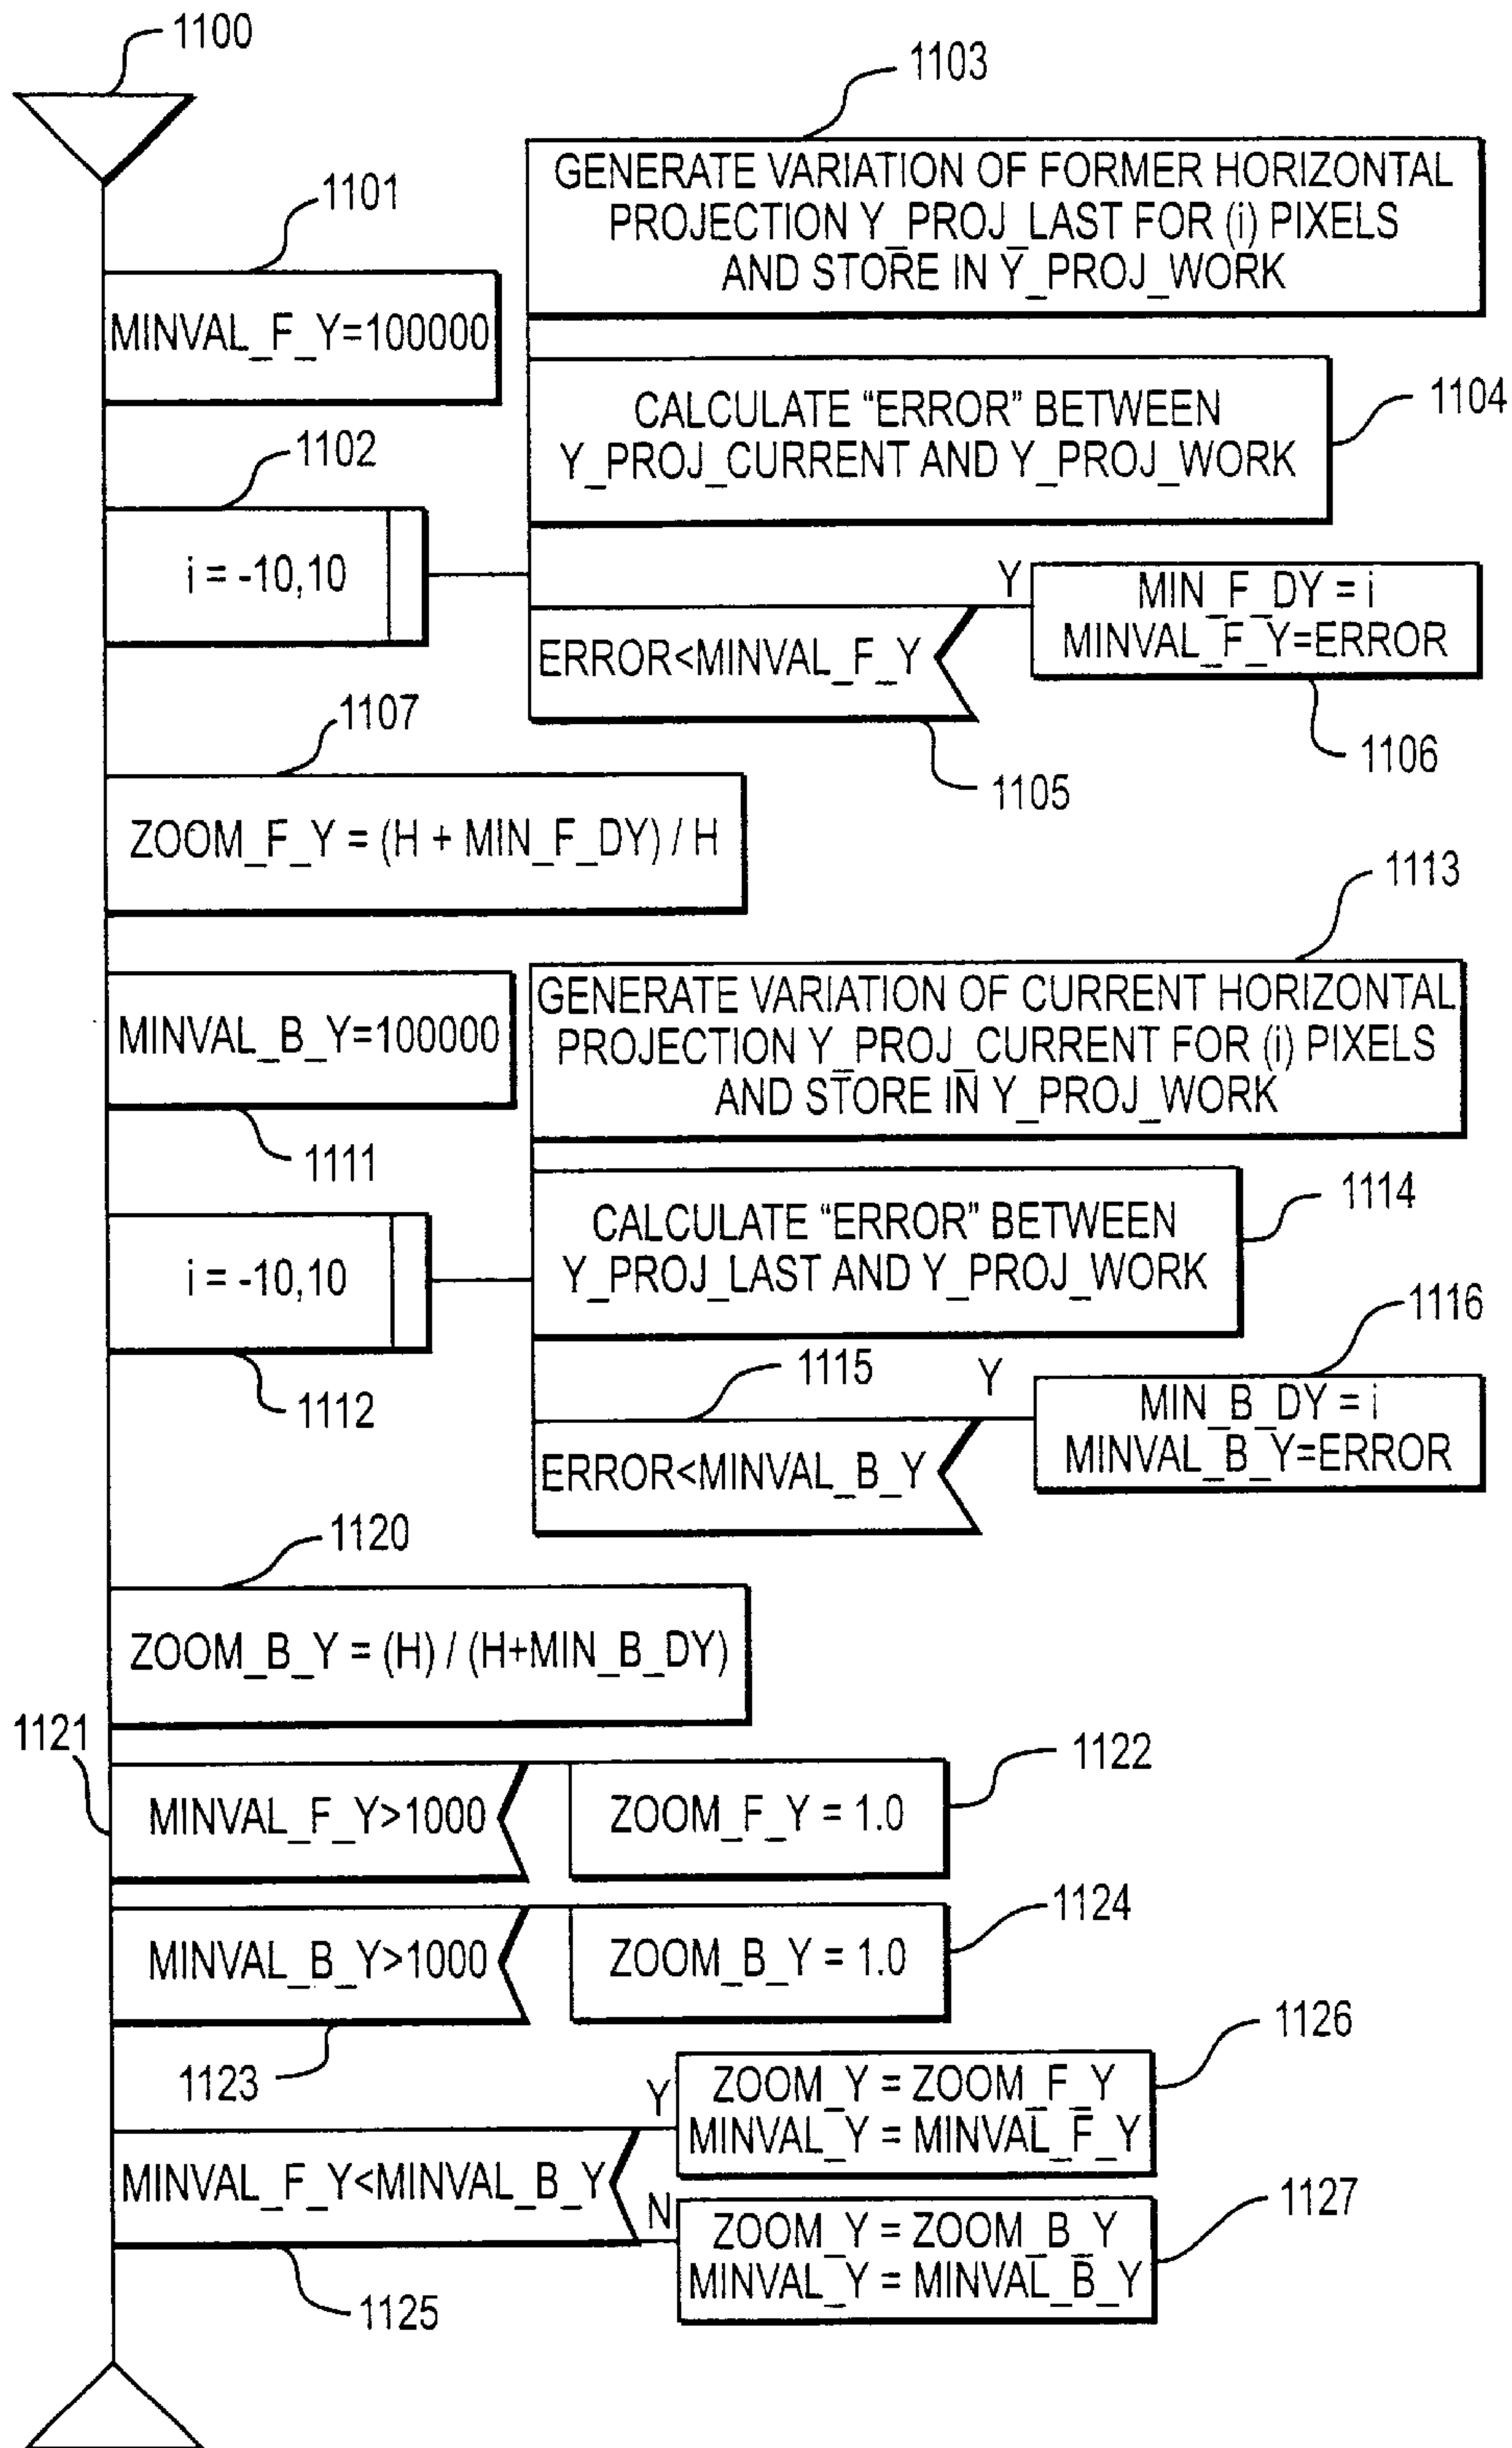 1100
1103
GENERATE VARIATION OF FORMER HORIZONTAL
PROJECTION Y_PROJ_LAST FOR (i) PIXELS
AND STORE IN Y_PROJ_WORK
1101
MINVAL_F_Y=100000
CALCULATE “ERROR” BETWEEN
Y_PROJ_CURRENT AND Y_PROJ_WORK
1104
1102
i = -10,10
ERROR<MINVAL_F_Y
Y
MIN_F_DY = i
MINVAL_F_Y=ERROR
1106
1105
1107
ZOOM_F_Y = (H + MIN_F_DY) / H
1113
GENERATE VARIATION OF CURRENT HORIZONTAL
PROJECTION Y_PROJ_CURRENT FOR (i) PIXELS
AND STORE IN Y_PROJ_WORK
MINVAL_B_Y=100000
1111
CALCULATE “ERROR” BETWEEN
Y_PROJ_LAST AND Y_PROJ_WORK
1114
i = -10,10
1112
1115
ERROR<MINVAL_B_Y
Y
1116
MIN_B_DY = i
MINVAL_B_Y=ERROR
1120
ZOOM_B_Y = (H) / (H+MIN_B_DY)
1121
MINVAL_F_Y>1000
ZOOM_F_Y = 1.0
1122
MINVAL_B_Y>1000
ZOOM_B_Y = 1.0
1124
1123
1126
Y
ZOOM_Y = ZOOM_F_Y
MINVAL_Y = MINVAL_F_Y
MINVAL_F_Y<MINVAL_B_Y
N
ZOOM_Y = ZOOM_B_Y
MINVAL_Y = MINVAL_B_Y
1127
1125